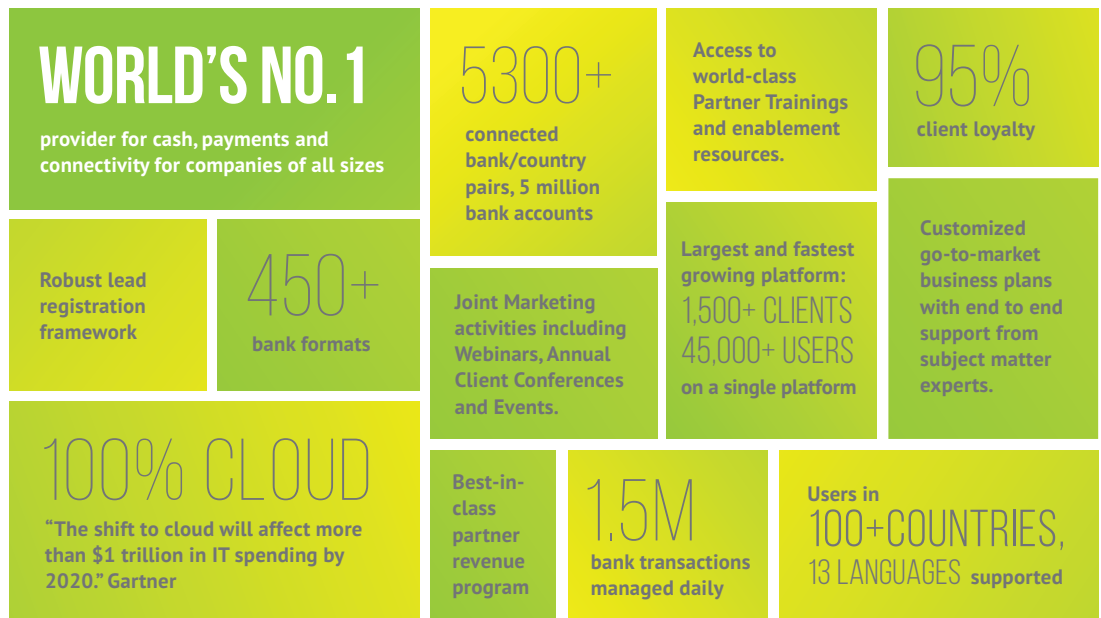 WORLD'S NO.1
provider for cash, payments and
connectivity for companies of all sizes
5300+
connected
bank/country
pairs, 5 million
bank accounts
Access to
world-class
Partner Trainings
and enablement
resources.
95%
client loyalty
Robust lead
registration
framework
450+
bank formats
Joint Marketing
activities including
Webinars, Annual
Client Conferences
and Events.
Largest and fastest
growing platform:
1,500+ CLIENTS
45,000+ USERS
on a single platform
Customized
go-to-market
business plans
with end to end
support from
subject matter
experts.
100% CLOUD
“The shift to cloud will affect more
than $1 trillion in IT spending by
2020.” Gartner
Best-in-
class
partner
revenue
program
1.5M
bank transactions
managed daily
Users in
100+COUNTRIES,
13 LANGUAGES supported